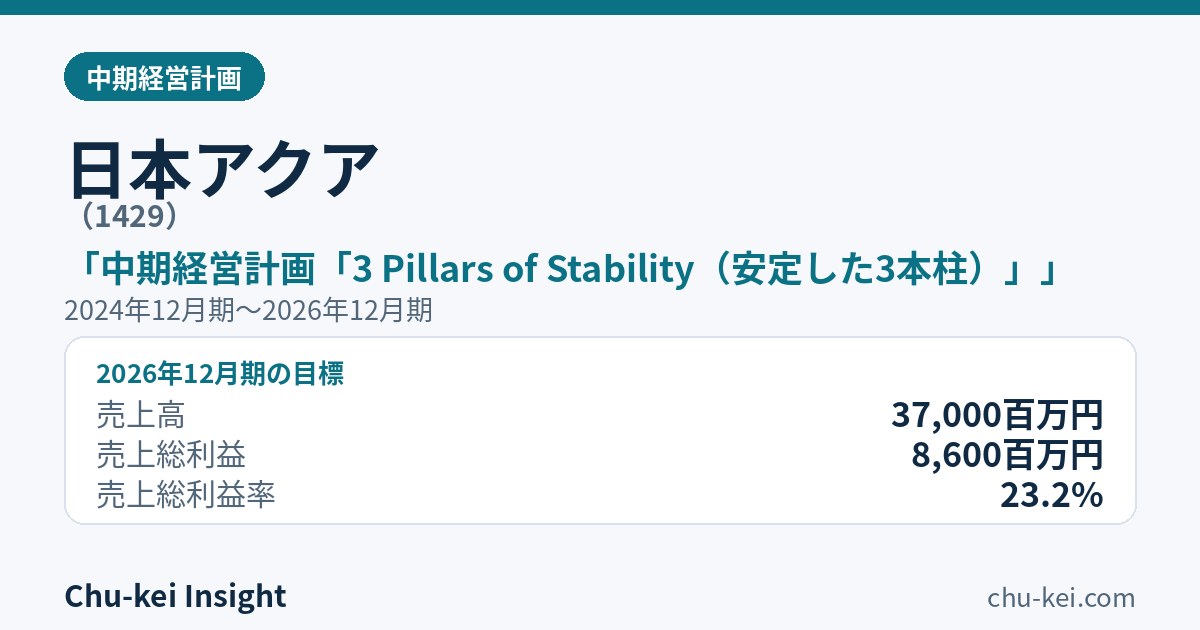 中期経営計画
日本アクア
（1429）
「中期経営計画「3 Pillars of Stability（安定した3本柱）」」
2024年12月期～2026年12月期
2026年12月期の目標
売上高 37,000百万円
売上総利益 8,600百万円
売上総利益率 23.2%
Chu-kei Insight chu-kei.com